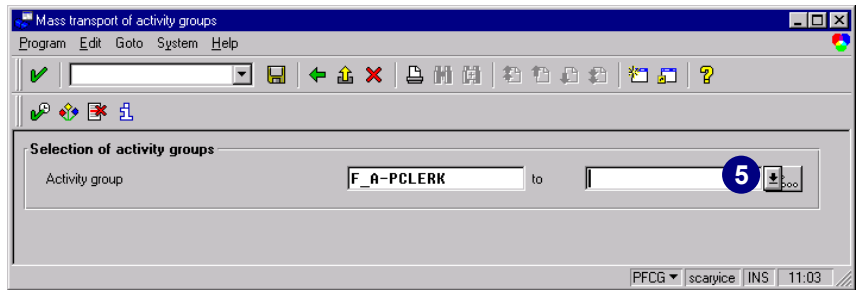 Mass transport of activity groups
Program Edit Goto System Help
Selection of activity groups
Activity group F_A-PCLERK to 5
PFCG scaryice INS 11:03